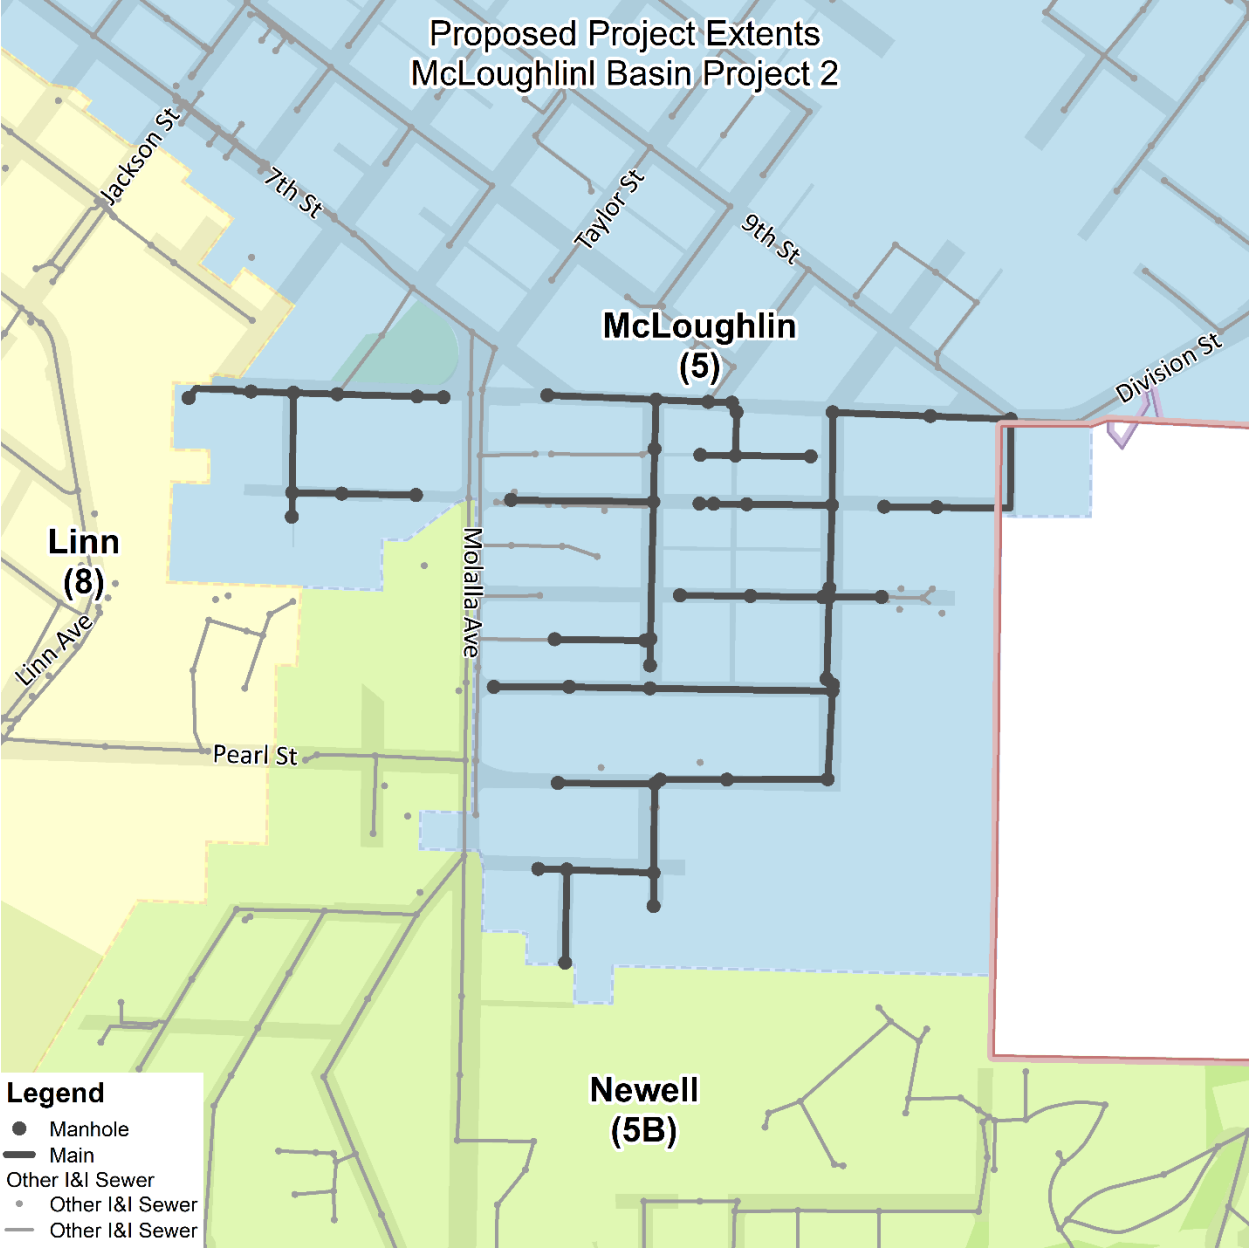 Proposed Project Extents
McLoughlinl Basin Project 2
Jackson St
7th St
Taylor St
9th St
McLoughlin
(5)
Division St
Linn
(8)
Molalla Ave
Linn Ave
Pearl St
Newell
(5B)
Legend
Manhole
Main
Other I&I Sewer
Other I&I Sewer
Other I&I Sewer